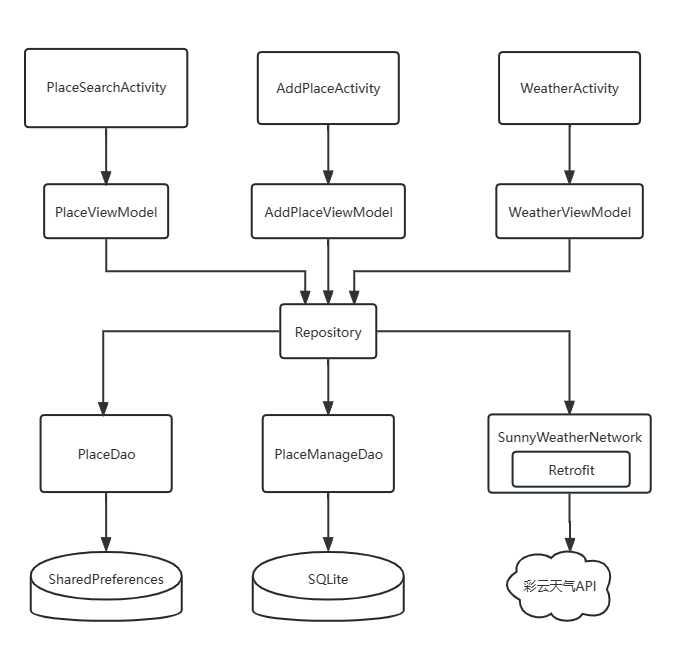 PlaceSearchActivity
AddPlaceActivity
WeatherActivity
PlaceViewModel
AddPlaceViewModel
WeatherViewModel
Repository
PlaceDao
PlaceManageDao
SunnyWeatherNetwork
Retrofit
SharedPreferences
SQLite
彩云天气API